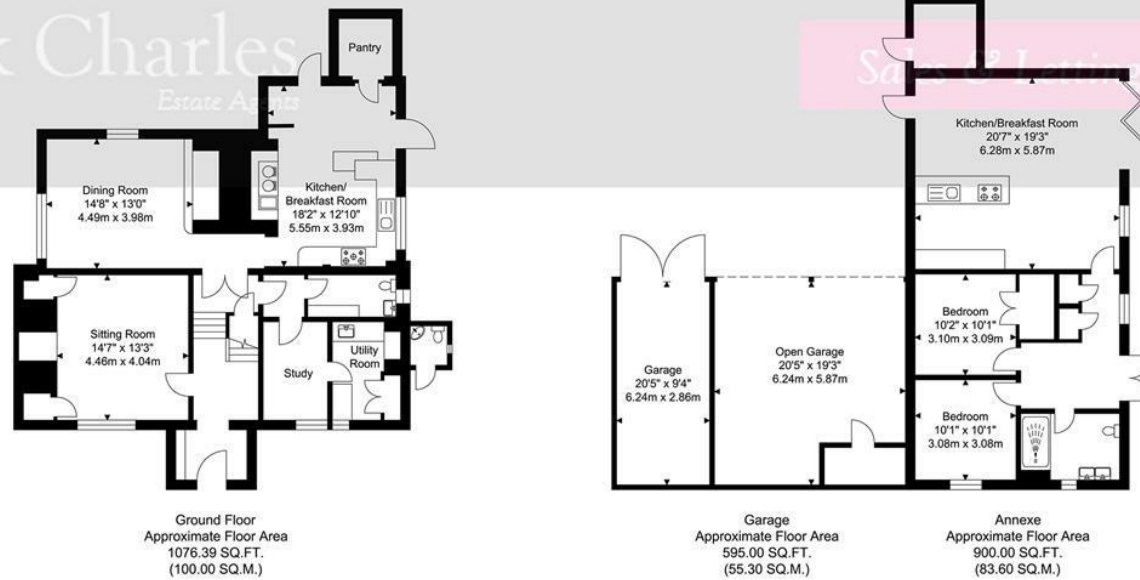 k Charles
Estate Agents
Sales & Lettings
Pantry
Dining Room
14'8" x 13'0"
4.49m x 3.98m
Kitchen/
Breakfast Room
18'2" x 12'10"
5.55m x 3.93m
Sitting Room
14'7" x 13'3"
4.46m x 4.04m
Study
Utility
Room
Ground Floor
Approximate Floor Area
1076.39 SQ.FT.
(100.00 SQ.M.)
Garage
20'5" x 9'4"
6.24m x 2.86m
Open Garage
20'5" x 19'3"
6.24m x 5.87m
Garage
Approximate Floor Area
595.00 SQ.FT.
(55.30 SQ.M.)
Kitchen/Breakfast Room
20'7" x 19'3"
6.28m x 5.87m
Bedroom
10'2" x 10'1"
3.10m x 3.09m
Bedroom
10'1" x 10'1"
3.08m x 3.08m
Annexe
Approximate Floor Area
900.00 SQ.FT.
(83.60 SQ.M.)